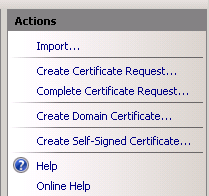 Actions
Import...
Create Certificate Request...
Complete Certificate Request...
Create Domain Certificate...
Create Self-Signed Certificate...
Help
Online Help